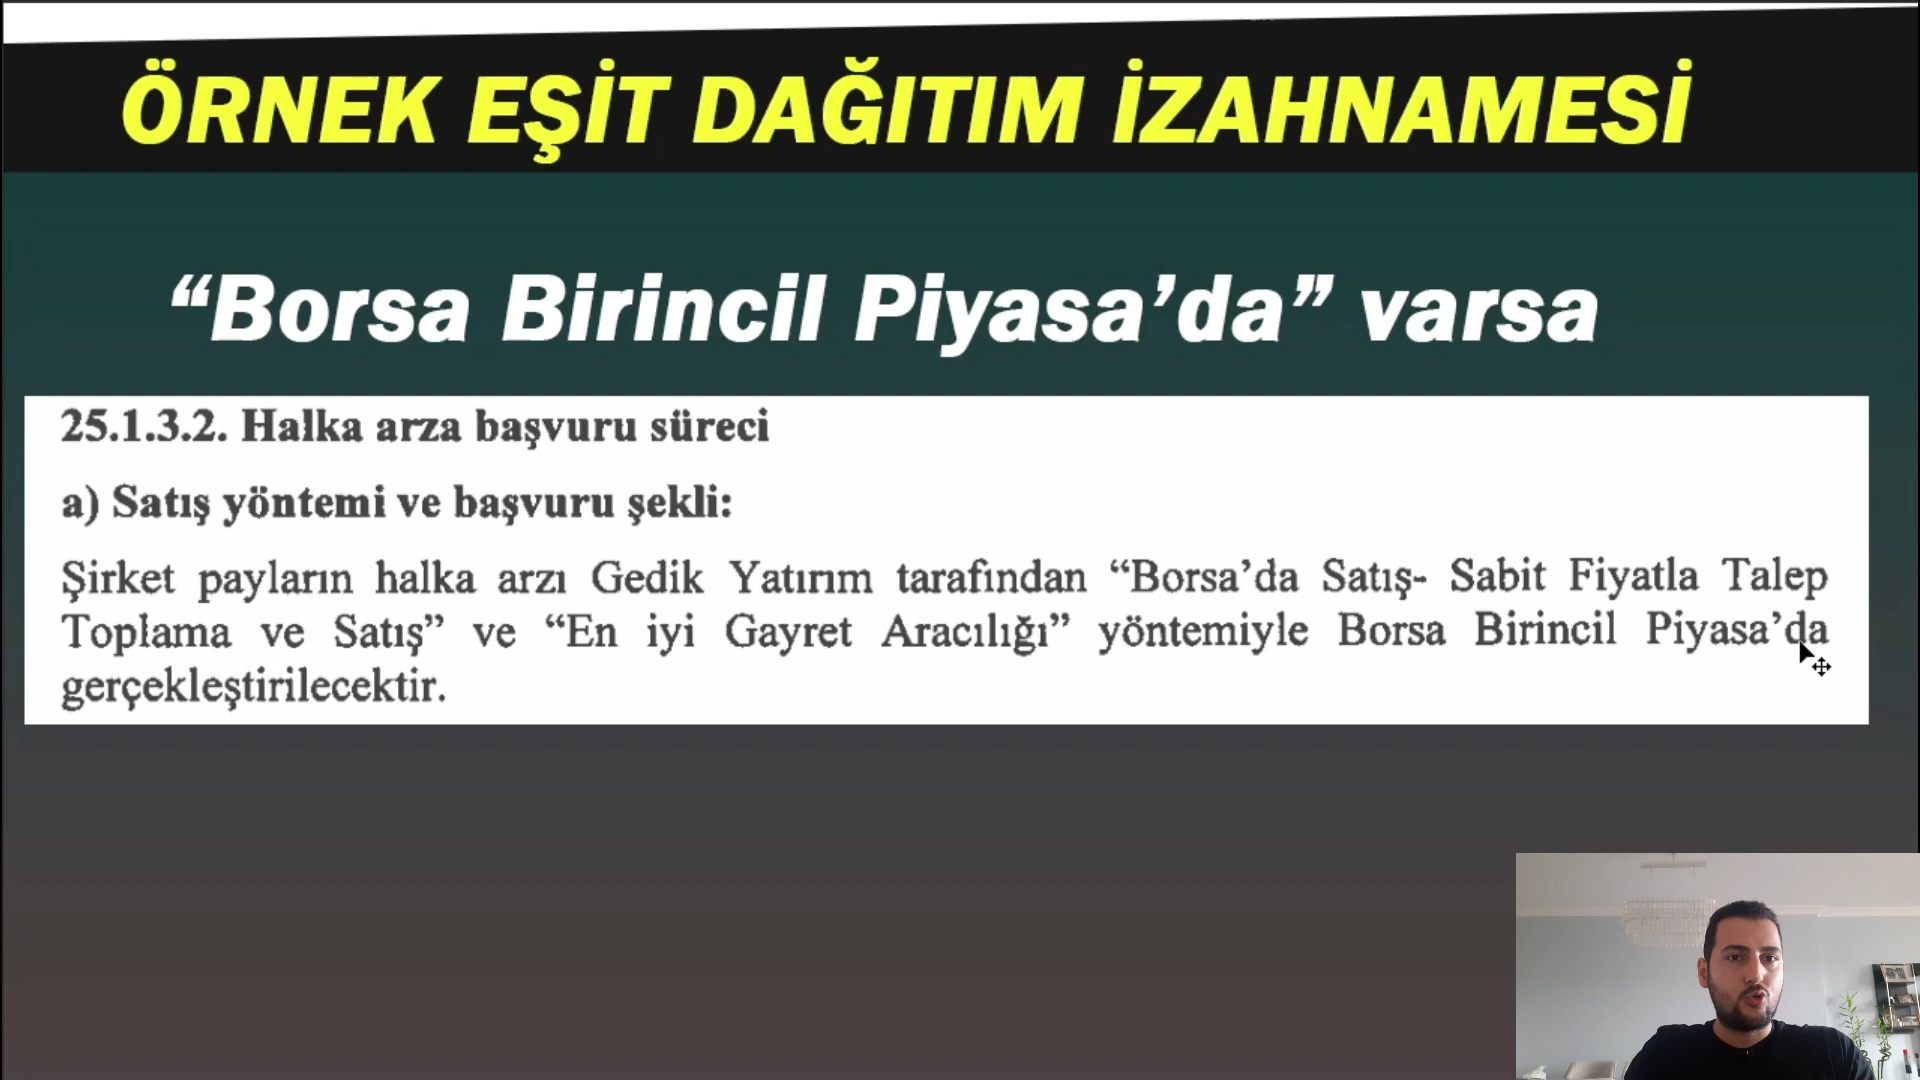 ÖRNEK EŞİT DAĞITIM İZAHNAMESİ
“Borsa Birincil Piyasa’da” varsa
25.1.3.2. Halka arza başvuru süreci
a) Satış yöntemi ve başvuru şekli:
Şirket payların halka arzı Gedik Yatırım tarafından “Borsa’da Satış- Sabit Fiyatla Talep
Toplama ve Satış” ve “En iyi Gayret Aracılığı” yöntemiyle Borsa Birincil Piyasa’da
gerçekleştirilecektir.